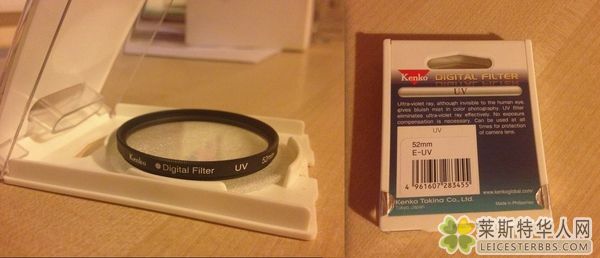 Kenko Digital Filter UV 52mm
Kenko DIGITAL FILTER
UV
Ultra-violet ray, although invisible to the human eye,
gives bluish mist in color photography. UV filter
eliminates ultra-violet ray effectively. No exposure
compensation is necessary. Can be used at all
times for protection
of camera lens.
UV
52mm
E-UV
4 961607 283455
www.kenkoglobal.com
Kenko Tokina Co., Ltd.
Tokyo, Japan
Made in Philippines
莱斯特华人网
LEICESTERBBS.COM